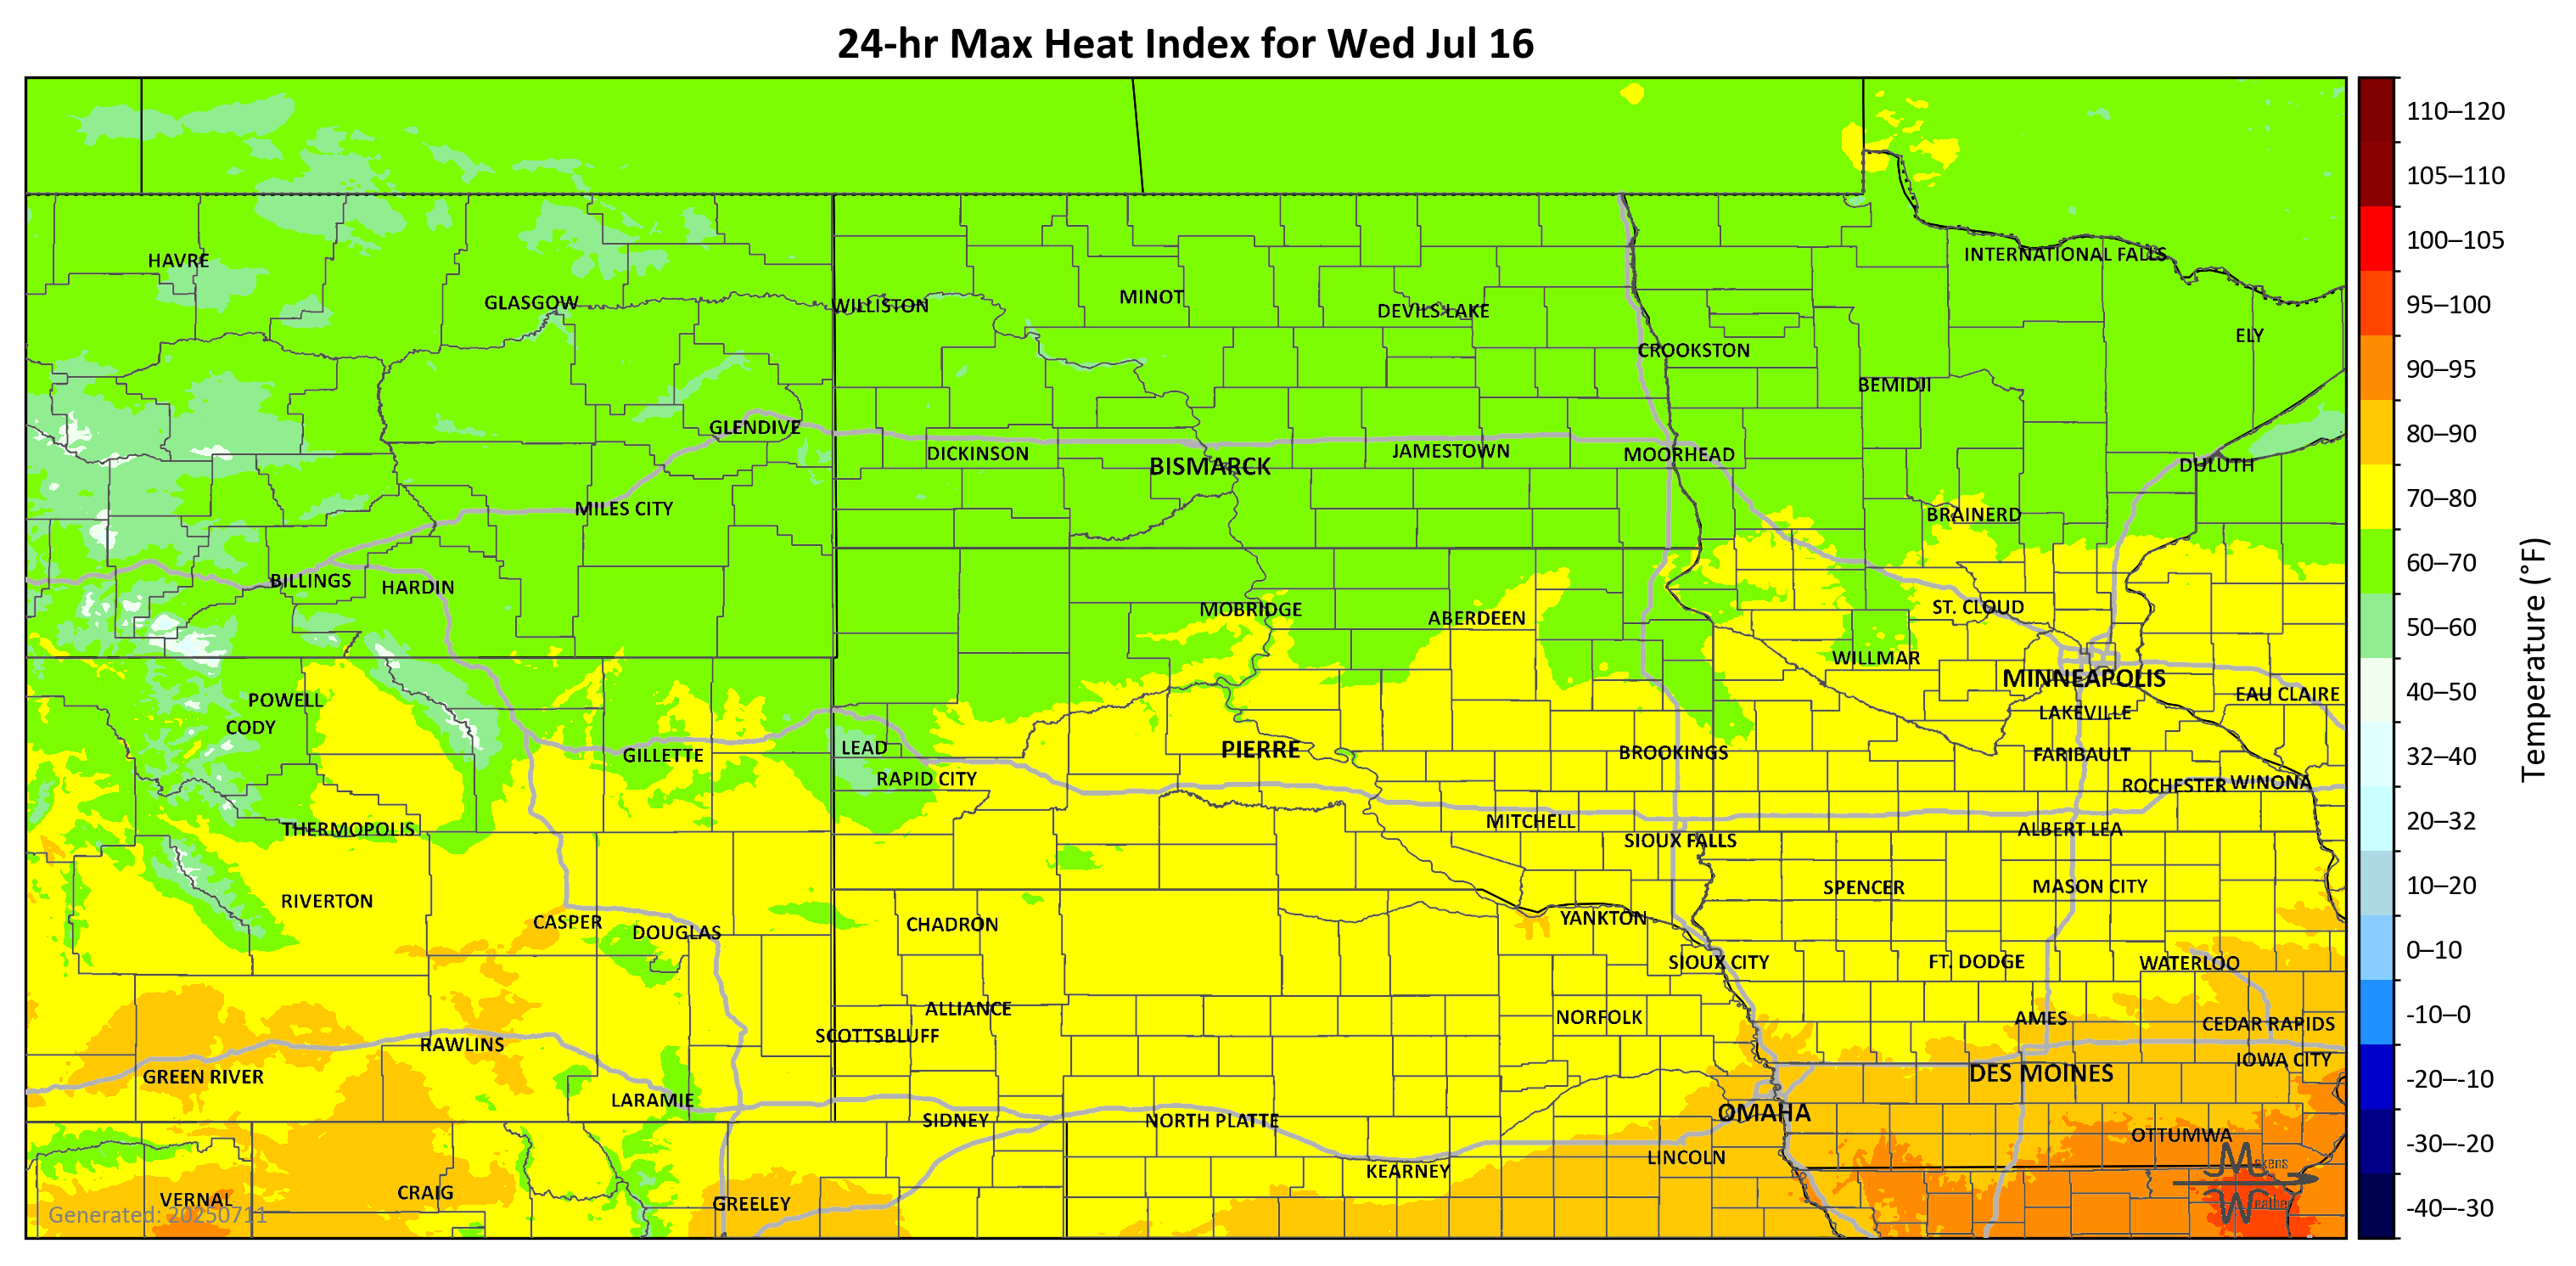 24-hr Max Heat Index for Wed Jul 16
110–120
105–110
100–105
95–100
90–95
80–90
70–80
60–70
50–60
40–50
32–40
20–32
10–20
0–10
-10–0
-20–-10
-30–-20
-40–-30
Temperature (°F)
HAVRE
INTERNATIONAL FALLS
GLASGOW
WILLISTON
MINOT
DEVILS LAKE
ELY
CROOKSTON
BEMIDJI
GLENDIVE
DICKINSON
BISMARCK
JAMESTOWN
MOORHEAD
DULUTH
MILES CITY
BRAINERD
BILLINGS
HARDIN
MOBRIDGE
ABERDEEN
ST. CLOUD
WILLMAR
MINNEAPOLIS
EAU CLAIRE
POWELL
CODY
LAKEVILLE
GILLETTE
LEAD
PIERRE
BROOKINGS
FARIBAULT
RAPID CITY
ROCHESTER
WINONA
THERMOPOLIS
MITCHELL
SIOUX FALLS
ALBERT LEA
RIVERTON
SPENCER
MASON CITY
CASPER
DOUGLAS
CHADRON
YANKTON
SIOUX CITY
FT. DODGE
WATERLOO
ALLIANCE
SCOTTSBLUFF
NORFOLK
AMES
CEDAR RAPIDS
RAWLINS
IOWA CITY
GREEN RIVER
DES MOINES
LARAMIE
SIDNEY
NORTH PLATTE
OMAHA
OTTUMWA
KEARNEY
LINCOLN
VERNAL
CRAIG
GREELEY
Makens
Weather
Generated: 20250711